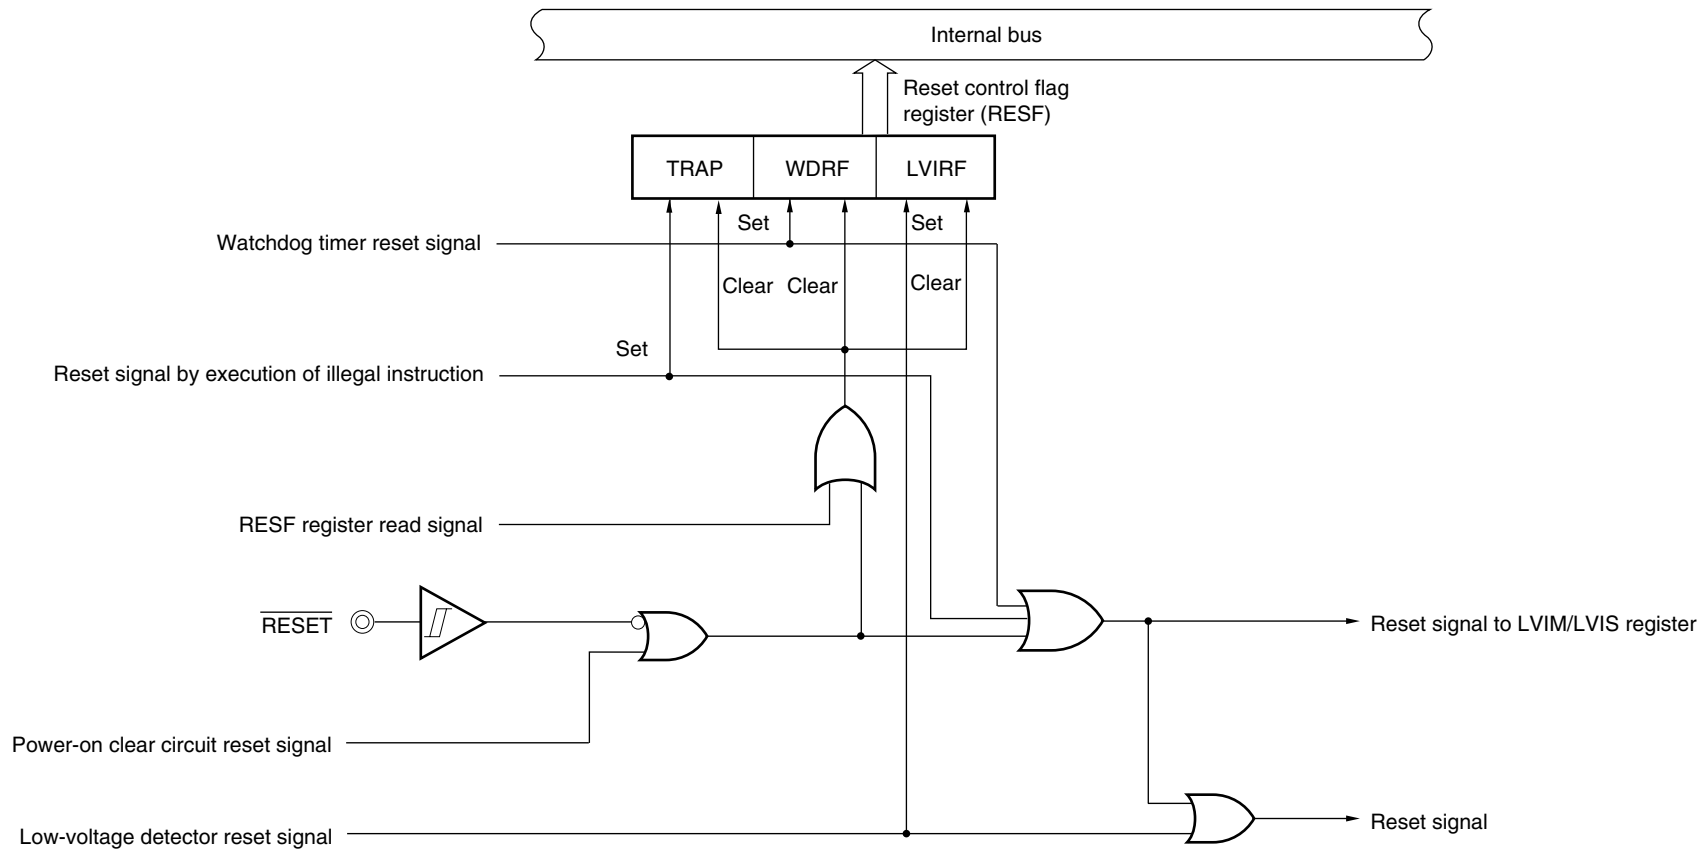 Internal bus
Reset control flag
register (RESF)
TRAP
WDRF
LVIRF
Set
Set
Watchdog timer reset signal
Clear
Clear
Clear
Set
Reset signal by execution of illegal instruction
RESF register read signal
RESET
Reset signal to LVIM/LVIS register
Power-on clear circuit reset signal
Low-voltage detector reset signal
Reset signal